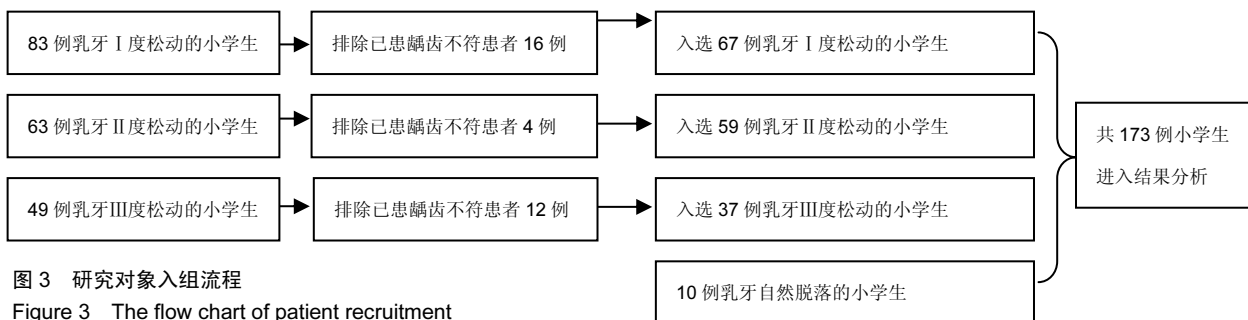 83 例乳牙Ⅰ度松动的小学生
排除已患龋齿不符患者 16 例
入选 67 例乳牙Ⅰ度松动的小学生
63 例乳牙Ⅱ度松动的小学生
排除已患龋齿不符患者 4 例
入选 59 例乳牙Ⅱ度松动的小学生
49 例乳牙Ⅲ度松动的小学生
排除已患龋齿不符患者 12 例
入选 37 例乳牙Ⅲ度松动的小学生
10 例乳牙自然脱落的小学生
共 173 例小学生
进入结果分析
图 3 研究对象入组流程
Figure 3 The flow chart of patient recruitment